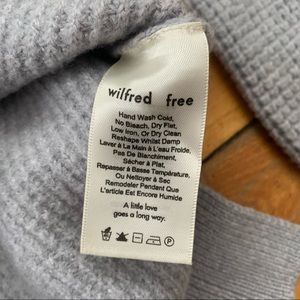 wilfred free
Hand Wash Cold,
No Bleach, Dry Flat,
Low Iron, Or Dry Clean
Reshape Whilst Damp
Laver à La Main à L'eau Froide,
Pas De Blanchiment,
Sécher à Plat,
Repasser à Basse Température,
Ou Nettoyer à Sec
Remodeler Pendant Que
L'article Est Encore Humide
A little love
goes a long way.
P